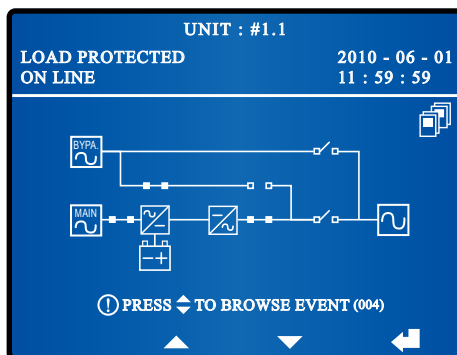 UNIT : #1.1
LOAD PROTECTED
2010 - 06 - 01
ON LINE
11 : 59 : 59
BYPA.
MAIN
! PRESS TO BROWSE EVENT (004)